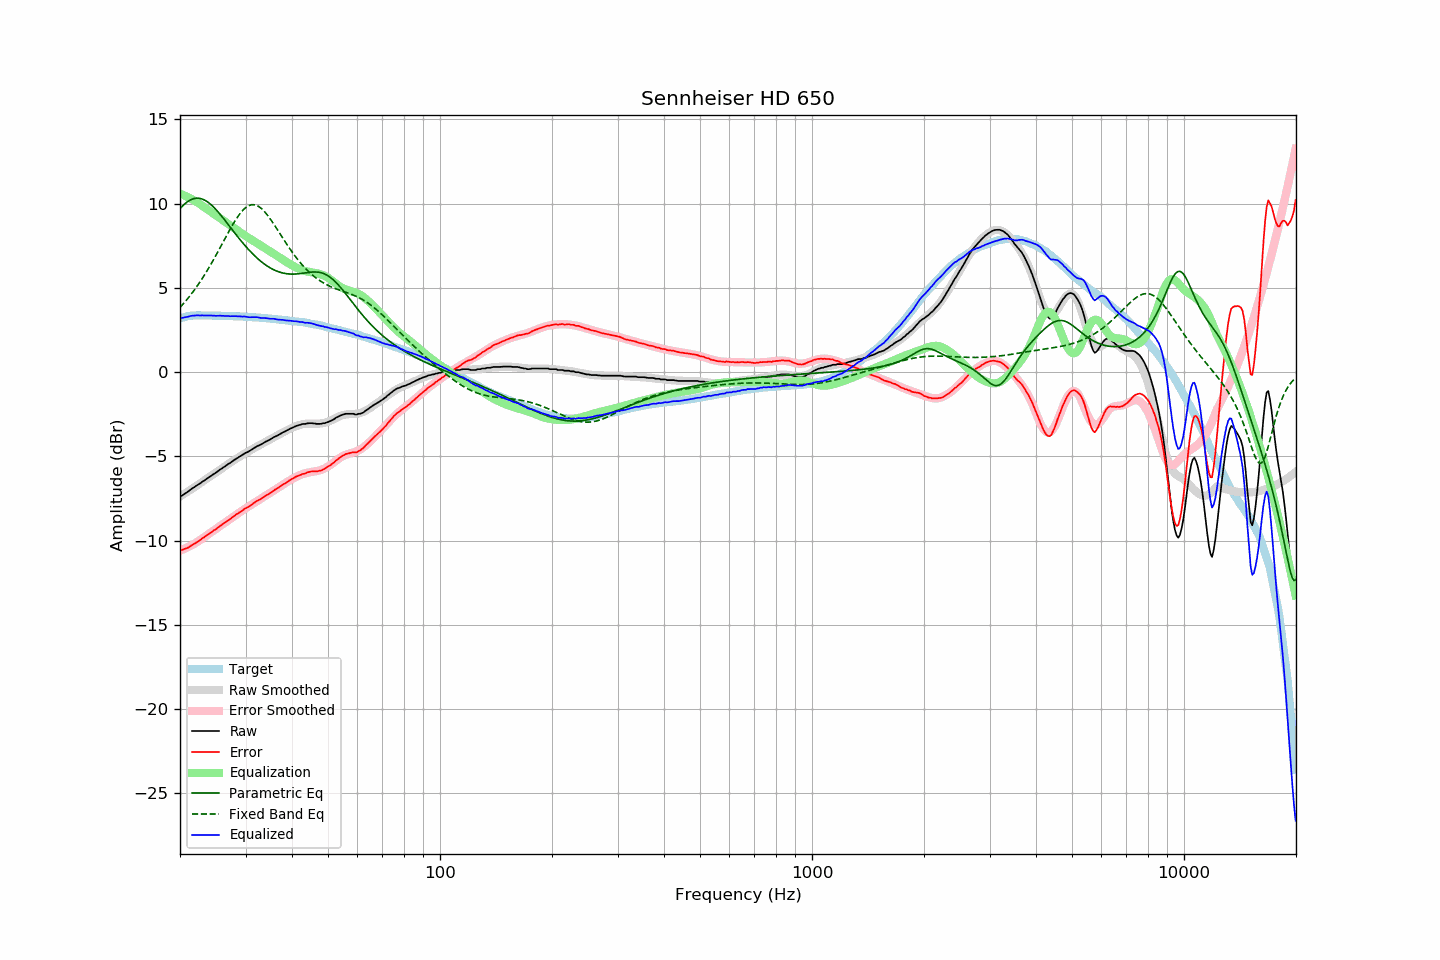 Sennheiser HD 650
Amplitude (dBr)
15
10
5
0
−5
−10
−15
−20
−25
Target
Raw Smoothed
Error Smoothed
Raw
Error
Equalization
Parametric Eq
Fixed Band Eq
Equalized
100
1000
10000
Frequency (Hz)